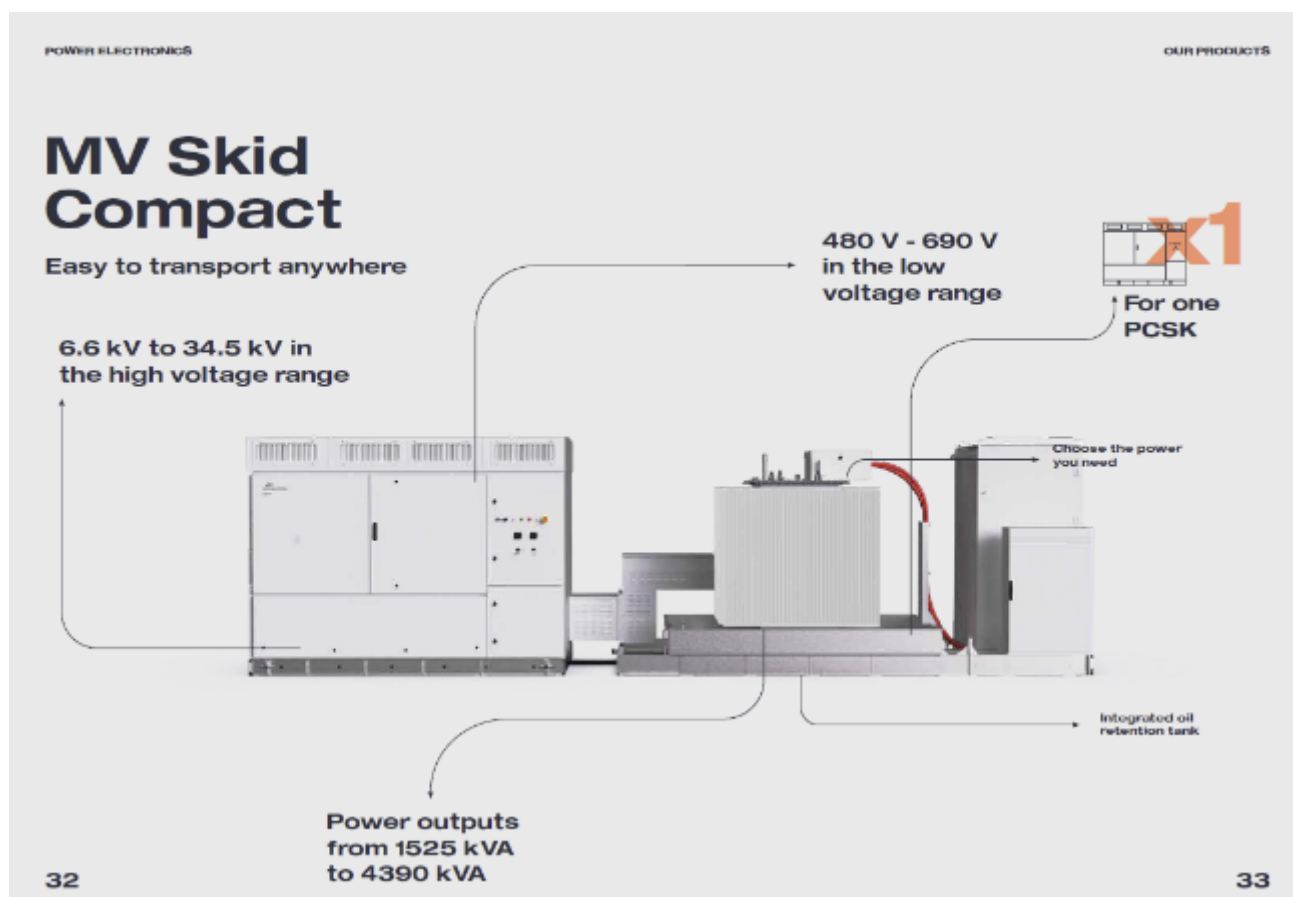 POWER ELECTRONICS
OUR PRODUCTS
MV Skid
Compact
Easy to transport anywhere
6.6 kV to 34.5 kV in
the high voltage range
480 V - 690 V
in the low
voltage range
x1
For one
PCSK
Choose the power
you need
Integrated oil
retention tank
Power outputs
from 1525 kVA
to 4390 kVA
32
33